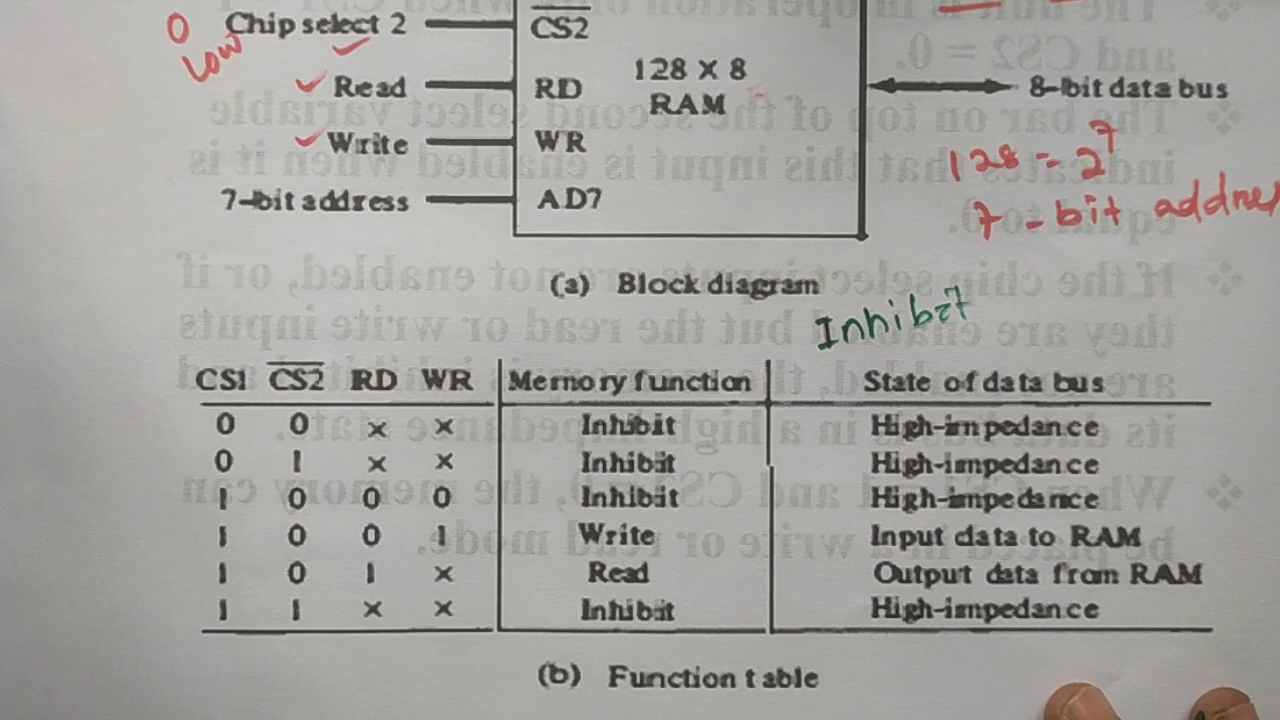 0 Chip select 2 CS2
Low
Read RD 128 X 8 8-bit data bus
RAM
Write WR 128 = 2^7
7-bit address AD7 7 - bit
(a) Block diagram
CS1 CS2 RD WR Memory function State of data bus
0 0 x x Inhibit High-impedance
0 1 x x Inhibit High-impedance
1 0 0 0 Inhibit High-impedance
1 0 0 1 Write Input data to RAM
1 0 1 x Read Output data from RAM
1 1 x x Inhibit High-impedance
(b) Function table